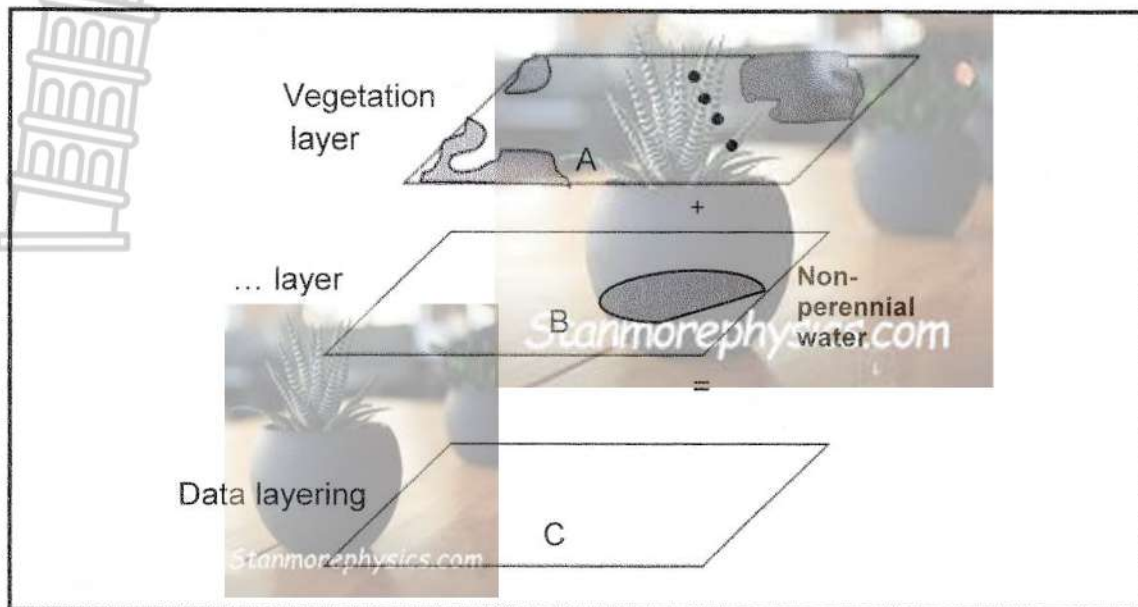 Vegetation
layer
A
+
... layer
B
Non-
perennial
water
Stanmorephysics.com
=
Data layering
C
Stanmorephysics.com